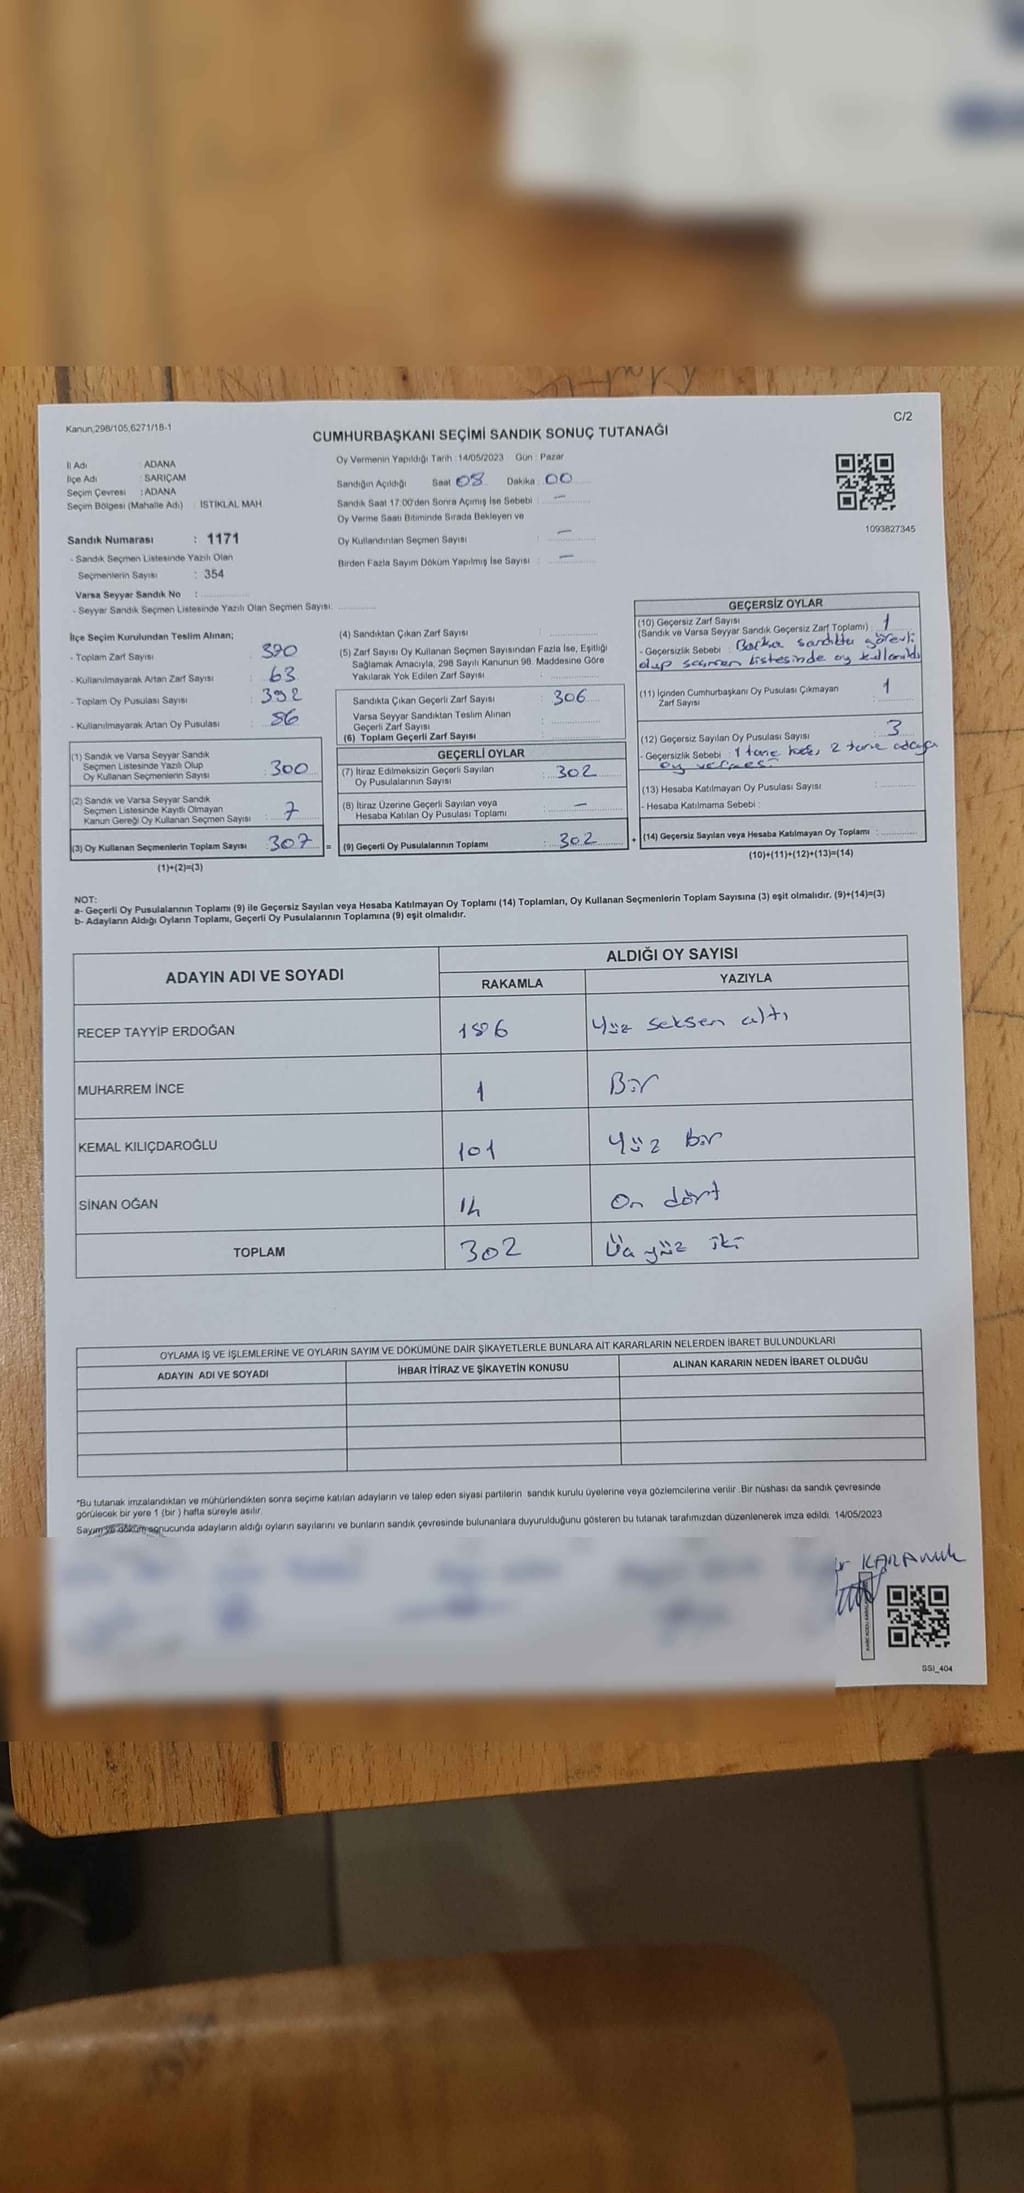 Kanun,298/105,6271/18-1
C/2
CUMHURBAŞKANI SEÇİMİ SANDIK SONUÇ TUTANAĞI
İl Adı : ADANA
İlçe Adı : SARIÇAM
Seçim Çevresi : ADANA
Seçim Bölgesi (Mahalle Adı) : İSTİKLAL MAH
Sandık Numarası : 1171
- Sandık Seçmen Listesinde Yazılı Olan
Seçmenlerin Sayısı : 354
Varsa Seyyar Sandık No :
- Seyyar Sandık Seçmen Listesinde Yazılı Olan Seçmen Sayısı:
Oy Vermenin Yapıldığı Tarih :14/05/2023 Gün : Pazar
Sandığın Açıldığı Saat 08 Dakika : 00
Sandık Saat 17:00'den Sonra Açımış İse Sebebi : -
Oy Verme Saati Bitiminde Sırada Bekleyen ve
Oy Kullandırılan Seçmen Sayısı : -
Birden Fazla Sayım Döküm Yapılmış İse Sayısı : -
1093827345
İlçe Seçim Kurulundan Teslim Alınan;
- Toplam Zarf Sayısı : 370
- Kullanılmayarak Artan Zarf Sayısı : 63
- Toplam Oy Pusulası Sayısı : 392
- Kullanılmayarak Artan Oy Pusulası : 86
(1) Sandık ve Varsa Seyyar Sandık
Seçmen Listesinde Yazılı Olup
Oy Kullanan Seçmenlerin Sayısı : 300
(2) Sandık ve Varsa Seyyar Sandık
Seçmen Listesinde Kayıtlı Olmayan
Kanun Gereği Oy Kullanan Seçmen Sayısı : 7
(3) Oy Kullanan Seçmenlerin Toplam Sayısı : 307 =
(1)+(2)=(3)
(4) Sandıktan Çıkan Zarf Sayısı :
(5) Zarf Sayısı Oy Kullanan Seçmen Sayısından Fazla İse, Eşitliği
Sağlamak Amacıyla, 298 Sayılı Kanunun 98. Maddesine Göre
Yakılarak Yok Edilen Zarf Sayısı :
Sandıkta Çıkan Geçerli Zarf Sayısı : 306
Varsa Seyyar Sandıktan Teslim Alınan
Geçerli Zarf Sayısı :
(6) Toplam Geçerli Zarf Sayısı :
GEÇERLİ OYLAR
(7) İtiraz Edilmeksizin Geçerli Sayılan
Oy Pusulalarının Sayısı : 302
(8) İtiraz Üzerine Geçerli Sayılan veya
Hesaba Katılan Oy Pusulası Toplamı : -
(9) Geçerli Oy Pusulalarının Toplamı : 302 +
GEÇERSİZ OYLAR
(10) Geçersiz Zarf Sayısı
(Sandık ve Varsa Seyyar Sandık Geçersiz Zarf Toplamı) : 1
- Geçersizlik Sebebi : Başka sandıkta görevli
olup seçmen listesinde oy kullanıldı
(11) İçinden Cumhurbaşkanı Oy Pusulası Çıkmayan : 1
Zarf Sayısı
(12) Geçersiz Sayılan Oy Pusulası Sayısı : 3
- Geçersizlik Sebebi : 1 tane 2 tane adaya
oy vermesi
(13) Hesaba Katılmayan Oy Pusulası Sayısı :
- Hesaba Katılmama Sebebi :
(14) Geçersiz Sayılan veya Hesaba Katılmayan Oy Toplamı :
(10)+(11)+(12)+(13)=(14)
NOT:
a- Geçerli Oy Pusulalarının Toplamı (9) ile Geçersiz Sayılan veya Hesaba Katılmayan Oy Toplamı (14) Toplamları, Oy Kullanan Seçmenlerin Toplam Sayısına (3) eşit olmalıdır. (9)+(14)=(3)
b- Adayların Aldığı Oyların Toplamı, Geçerli Oy Pusulalarının Toplamına (9) eşit olmalıdır.
ADAYIN ADI VE SOYADI
ALDIĞI OY SAYISI
RAKAMLA YAZIYLA
RECEP TAYYİP ERDOĞAN 186 Yüz seksen altı
MUHARREM İNCE 1 Bir
KEMAL KILIÇDAROĞLU 101 Yüz bir
SİNAN OĞAN 14 On dört
TOPLAM 302 Üç yüz iki
OYLAMA İŞ VE İŞLEMLERİNE VE OYLARIN SAYIM VE DÖKÜMÜNE DAİR ŞİKAYETLERLE BUNLARA AİT KARARLARIN NELERDEN İBARET BULUNDUKLARI
ADAYIN ADI VE SOYADI İHBAR İTİRAZ VE ŞİKAYETİN KONUSU ALINAN KARARIN NEDEN İBARET OLDUĞU
*Bu tutanak imzalandıktan ve mühürlendikten sonra seçime katılan adayların ve talep eden siyasi partilerin sandık kurulu üyelerine veya gözlemcilerine verilir. Bir nüshası da sandık çevresinde
görülecek bir yere 1 (bir) hafta süreyle asılır.
Sayım ve döküm sonucunda adayların aldığı oyların sayılarını ve bunların sandık çevresinde bulunanlara duyurulduğunu gösteren bu tutanak tarafımızdan düzenlenerek imza edildi. 14/05/2023
SSI_404